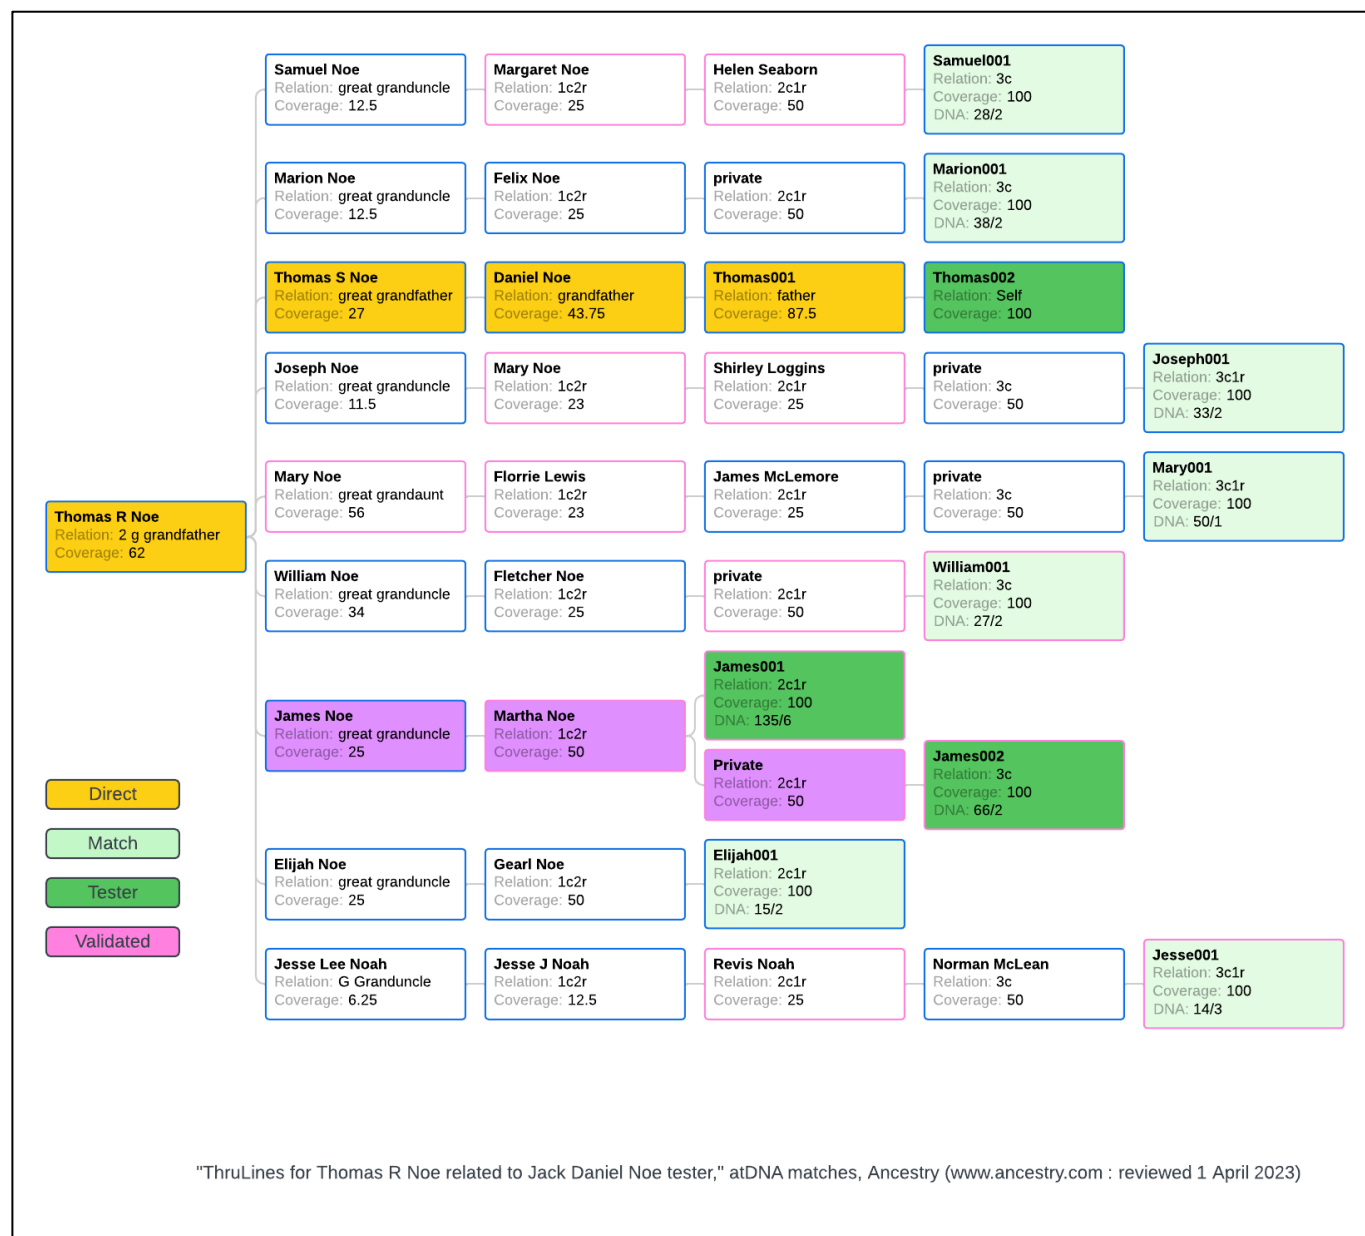 Samuel Noe
Relation: great granduncle
Coverage: 12.5
Margaret Noe
Relation: 1c2r
Coverage: 25
Helen Seaborn
Relation: 2c1r
Coverage: 50
Samuel001
Relation: 3c
Coverage: 100
DNA: 28/2
Marion Noe
Relation: great granduncle
Coverage: 12.5
Felix Noe
Relation: 1c2r
Coverage: 25
private
Relation: 2c1r
Coverage: 50
Marion001
Relation: 3c
Coverage: 100
DNA: 38/2
Thomas S Noe
Relation: great grandfather
Coverage: 27
Daniel Noe
Relation: grandfather
Coverage: 43.75
Thomas001
Relation: father
Coverage: 87.5
Thomas002
Relation: Self
Coverage: 100
Joseph Noe
Relation: great granduncle
Coverage: 11.5
Mary Noe
Relation: 1c2r
Coverage: 23
Shirley Loggins
Relation: 2c1r
Coverage: 25
private
Relation: 3c
Coverage: 50
Joseph001
Relation: 3c1r
Coverage: 100
DNA: 33/2
Thomas R Noe
Relation: 2 g grandfather
Coverage: 62
Mary Noe
Relation: great grandaunt
Coverage: 56
Florrie Lewis
Relation: 1c2r
Coverage: 23
James McLemore
Relation: 2c1r
Coverage: 25
private
Relation: 3c
Coverage: 50
Mary001
Relation: 3c1r
Coverage: 100
DNA: 50/1
William Noe
Relation: great granduncle
Coverage: 34
Fletcher Noe
Relation: 1c2r
Coverage: 25
private
Relation: 2c1r
Coverage: 50
William001
Relation: 3c
Coverage: 100
DNA: 27/2
James Noe
Relation: great granduncle
Coverage: 25
Martha Noe
Relation: 1c2r
Coverage: 50
James001
Relation: 2c1r
Coverage: 100
DNA: 135/6
Private
Relation: 2c1r
Coverage: 50
James002
Relation: 3c
Coverage: 100
DNA: 66/2
Elijah Noe
Relation: great granduncle
Coverage: 25
Gearl Noe
Relation: 1c2r
Coverage: 50
Elijah001
Relation: 2c1r
Coverage: 100
DNA: 15/2
Jesse Lee Noah
Relation: G Granduncle
Coverage: 6.25
Jesse J Noah
Relation: 1c2r
Coverage: 12.5
Revis Noah
Relation: 2c1r
Coverage: 25
Norman McLean
Relation: 3c
Coverage: 50
Jesse001
Relation: 3c1r
Coverage: 100
DNA: 14/3
Direct
Match
Tester
Validated
"ThruLines for Thomas R Noe related to Jack Daniel Noe tester," atDNA matches, Ancestry (www.ancestry.com : reviewed 1 April 2023)